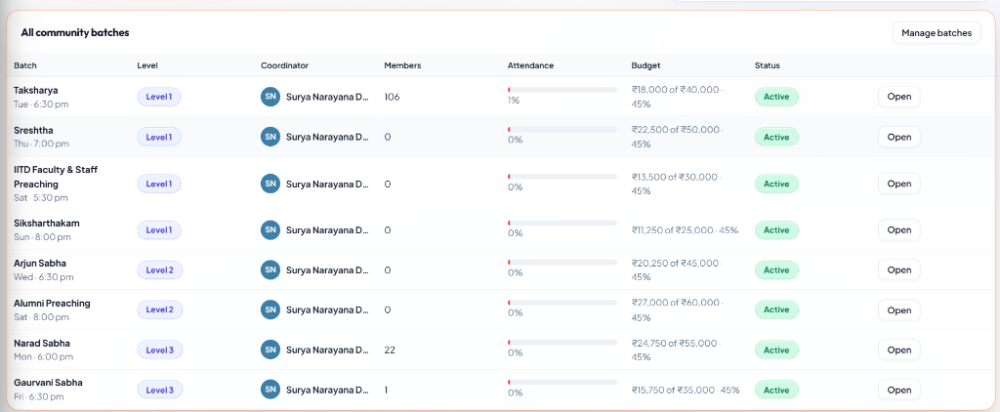 All community batches
Manage batches
Batch Level Coordinator Members Attendance Budget Status
Taksharya
Tue · 6:30 pm
Level 1
SN Surya Narayana D...
106
1%
₹18,000 of ₹40,000 ·
45%
Active
Open
Sreshtha
Thu · 7:00 pm
Level 1
SN Surya Narayana D...
0
0%
₹22,500 of ₹50,000 ·
45%
Active
Open
IITD Faculty & Staff
Preaching
Sat · 5:30 pm
Level 1
SN Surya Narayana D...
0
0%
₹13,500 of ₹30,000 ·
45%
Active
Open
Siksharthakam
Sun · 8:00 pm
Level 1
SN Surya Narayana D...
0
0%
₹11,250 of ₹25,000 · 45%
Active
Open
Arjun Sabha
Wed · 6:30 pm
Level 2
SN Surya Narayana D...
0
0%
₹20,250 of ₹45,000 ·
45%
Active
Open
Alumni Preaching
Sat · 8:00 pm
Level 2
SN Surya Narayana D...
0
0%
₹27,000 of ₹60,000 ·
45%
Active
Open
Narad Sabha
Mon · 6:00 pm
Level 3
SN Surya Narayana D...
22
0%
₹24,750 of ₹55,000 ·
45%
Active
Open
Gaurvani Sabha
Fri · 6:30 pm
Level 3
SN Surya Narayana D...
1
0%
₹15,750 of ₹35,000 · 45%
Active
Open